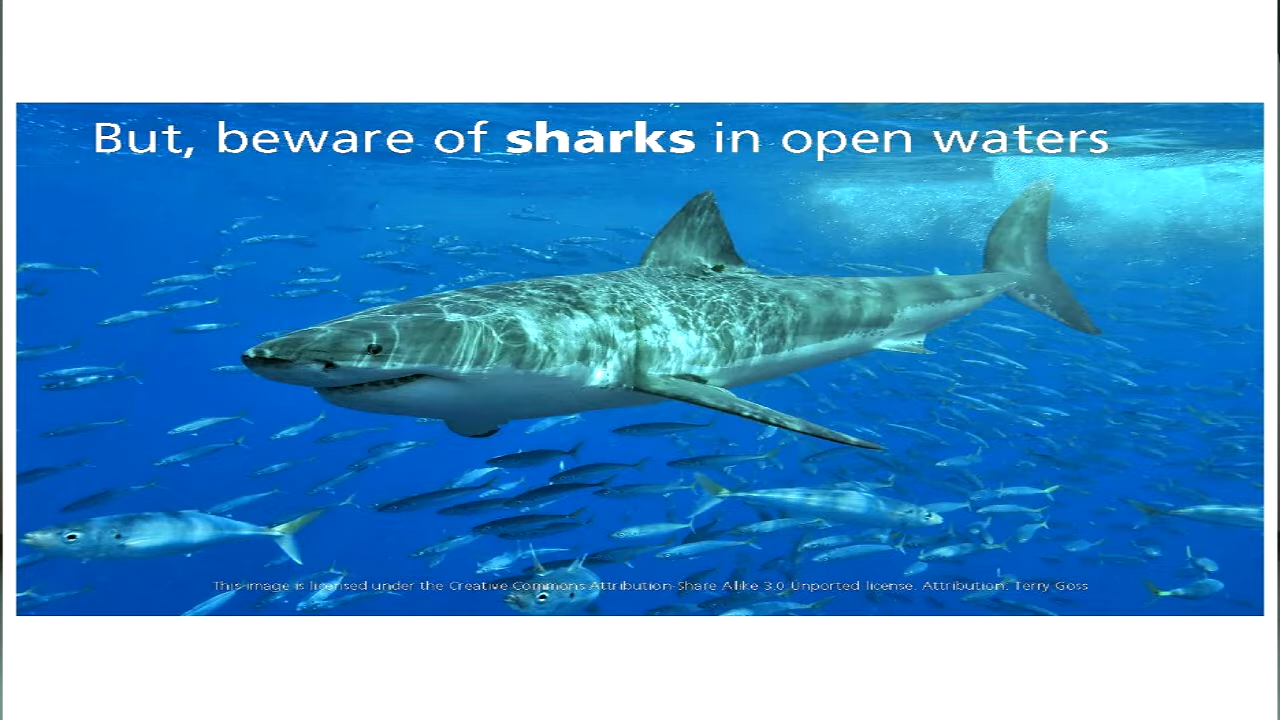 But, beware of sharks in open waters
This image is licensed under the Creative Commons Attribution-Share Alike 3.0 Unported license. Attribution: Terry Goss